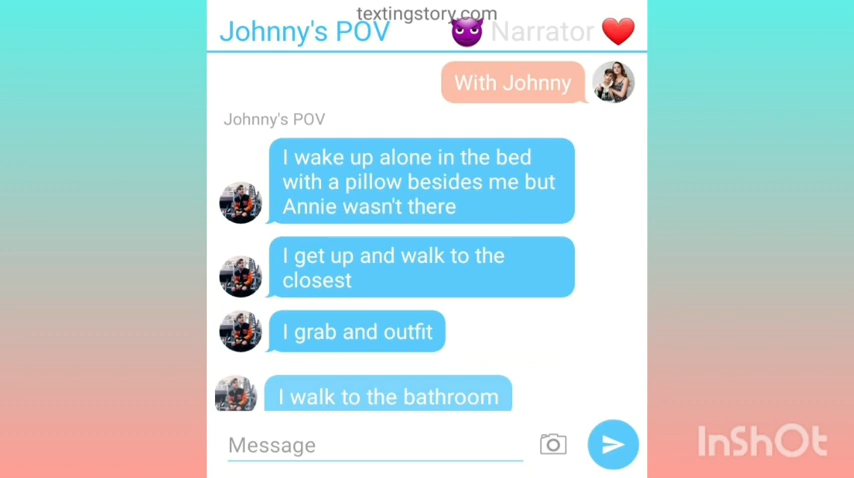 textingstory.com
Johnny's POV 😈 Narrator ❤️
With Johnny
Johnny's POV
I wake up alone in the bed
with a pillow besides me but
Annie wasn't there
I get up and walk to the
closest
I grab and outfit
I walk to the bathroom
Message
InShOt